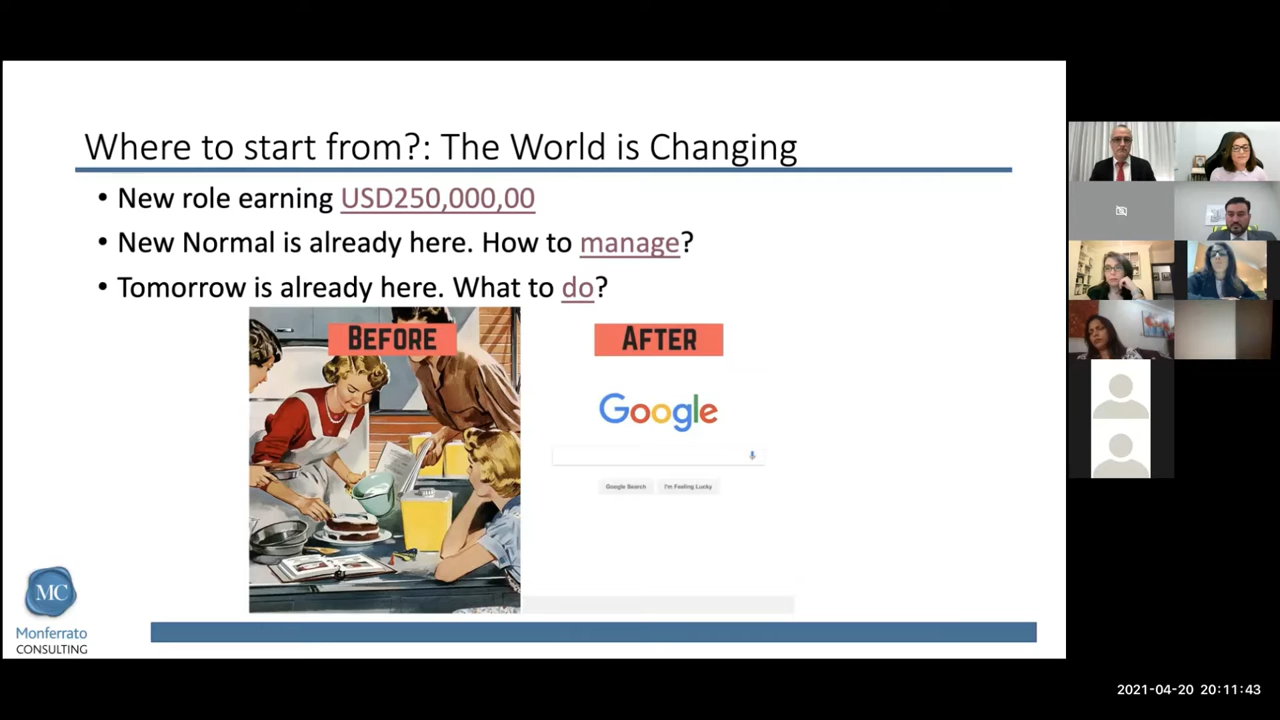 Where to start from?: The World is Changing
• New role earning USD250,000,00
• New Normal is already here. How to manage?
• Tomorrow is already here. What to do?
BEFORE
AFTER
Google
Google Search
I'm Feeling Lucky
MC
Monferrato
CONSULTING
2021-04-20 20:11:43